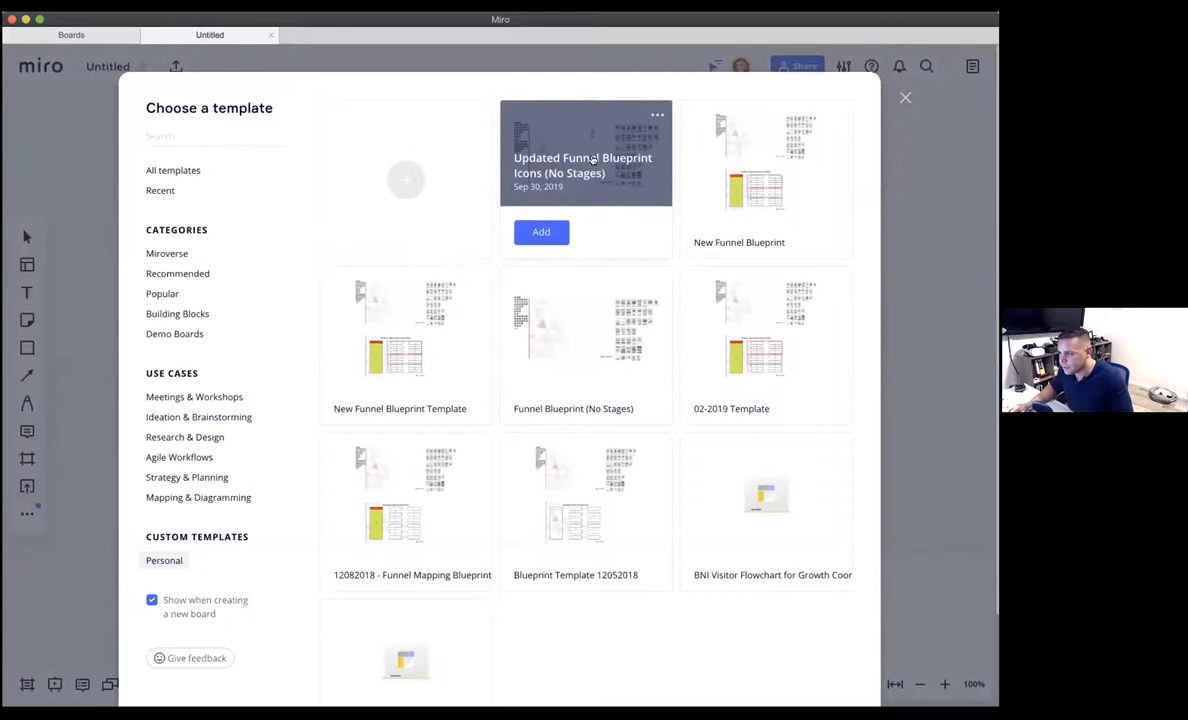 Miro
Boards
Untitled
miro
Untitled
Share
Choose a template
Search
All templates
Recent
CATEGORIES
Miroverse
Recommended
Popular
Building Blocks
Demo Boards
USE CASES
Meetings & Workshops
Ideation & Brainstorming
Research & Design
Agile Workflows
Strategy & Planning
Mapping & Diagramming
CUSTOM TEMPLATES
Personal
Show when creating
a new board
Give feedback
Updated Funnel Blueprint
Icons (No Stages)
Sep 30, 2019
Add
New Funnel Blueprint
New Funnel Blueprint Template
Funnel Blueprint (No Stages)
02-2019 Template
12082018 - Funnel Mapping Blueprint
Blueprint Template 12052018
BNI Visitor Flowchart for Growth Coor
100%